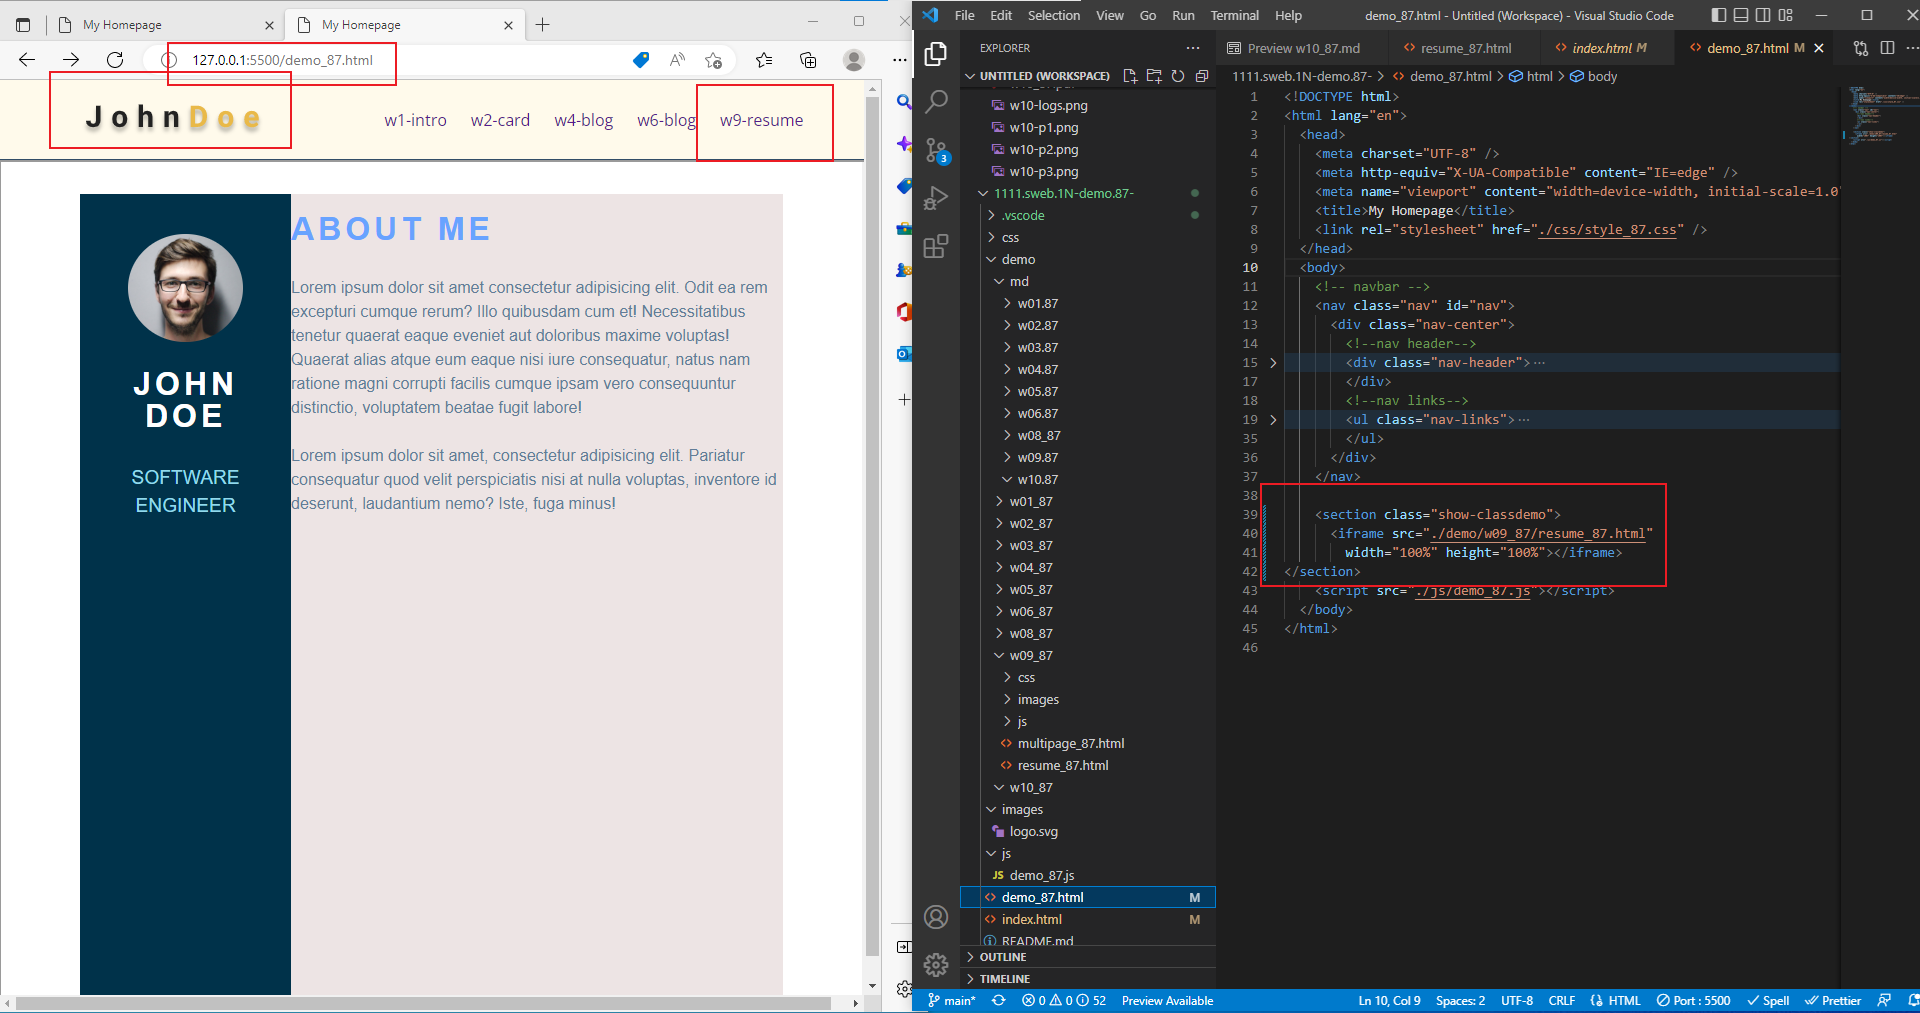 My Homepage
My Homepage
127.0.0.1:5500/demo_87.html
JohnDoe
w1-intro
w2-card
w4-blog
w6-blog
w9-resume
JOHN
DOE
SOFTWARE
ENGINEER
ABOUT ME
Lorem ipsum dolor sit amet consectetur adipisicing elit. Odit ea rem
excepturi cumque rerum? Illo quibusdam cum et! Necessitatibus
tenetur quaerat eaque eveniet aut doloribus maxime voluptas!
Quaerat alias atque eum eaque nisi iure consequatur, natus nam
ratione magni corrupti facilis cumque ipsam vero consequuntur
distinctio, voluptatem beatae fugit labore!
Lorem ipsum dolor sit amet, consectetur adipisicing elit. Pariatur
consequatur quod velit perspiciatis nisi at nulla voluptas, inventore id
deserunt, laudantium nemo? Iste, fuga minus!
File Edit Selection View Go Run Terminal Help
demo_87.html - Untitled (Workspace) - Visual Studio Code
EXPLORER
UNTITLED (WORKSPACE)
w10-logs.png
w10-p1.png
w10-p2.png
w10-p3.png
1111.sweb.1N-demo.87-
.vscode
css
demo
md
w01.87
w02.87
w03.87
w04.87
w05.87
w06.87
w08_87
w09.87
w10.87
w01_87
w02_87
w03_87
w04_87
w05_87
w06_87
w08_87
w09_87
css
images
js
multipage_87.html
resume_87.html
w10_87
images
logo.svg
js
JS demo_87.js
demo_87.html M
index.html M
README.md
OUTLINE
TIMELINE
3
Preview w10_87.md
resume_87.html
index.html M
demo_87.html M
1111.sweb.1N-demo.87- > demo_87.html > html > body
1 <!DOCTYPE html>
2 <html lang="en">
3 <head>
4 <meta charset="UTF-8" />
5 <meta http-equiv="X-UA-Compatible" content="IE=edge" />
6 <meta name="viewport" content="width=device-width, initial-scale=1.0"
7 <title>My Homepage</title>
8 <link rel="stylesheet" href="./css/style_87.css" />
9 </head>
10 <body>
11 <!-- navbar -->
12 <nav class="nav" id="nav">
13 <div class="nav-center">
14 <!--nav header-->
15 <div class="nav-header">…
17 </div>
18 <!--nav links-->
19 <ul class="nav-links">…
35 </ul>
36 </div>
37 </nav>
38
39 <section class="show-classdemo">
40 <iframe src="./demo/w09_87/resume_87.html"
41 width="100%" height="100%"></iframe>
42 </section>
43 <script src="./js/demo_87.js"></script>
44 </body>
45 </html>
46
main* 0 0 52 Preview Available
Ln 10, Col 9 Spaces: 2 UTF-8 CRLF HTML Port : 5500 Spell Prettier